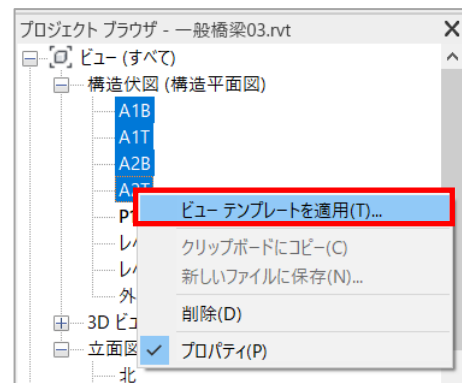 プロジェクト ブラウザ - 一般橋梁03.rvt
ビュー (すべて)
構造伏図 (構造平面図)
A1B
A1T
A2B
A2T
ビュー テンプレートを適用(T)...
クリップボードにコピー(C)
新しいファイルに保存(N)...
削除(D)
3D ビュ
立面図
プロパティ(P)
北